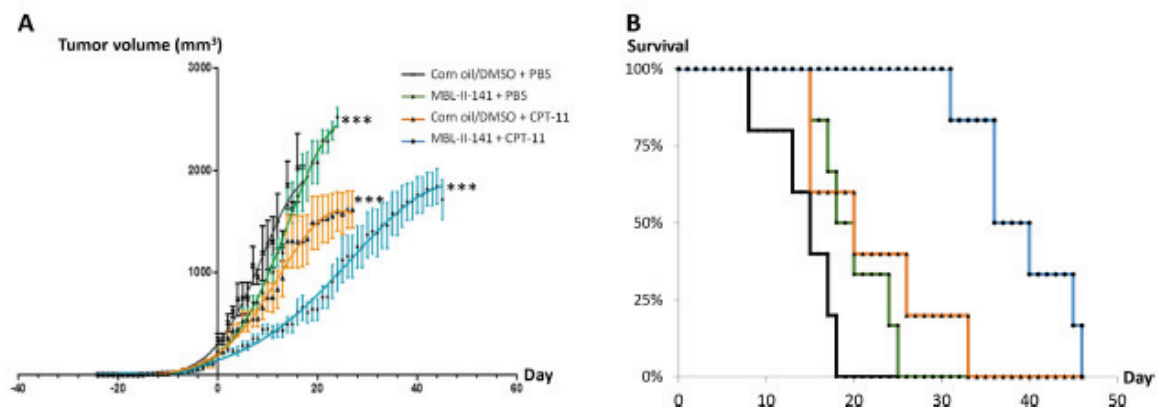 A
Tumor volume (mm³)
3000
2000
1000
-40
-20
0
20
40
60
Day
Corn oil/DMSO + PBS
MBL-II-141 + PBS
Corn oil/DMSO + CPT-11
MBL-II-141 + CPT-11
***
***
***
B
Survival
100%
75%
50%
25%
0%
0
10
20
30
40
50
Day